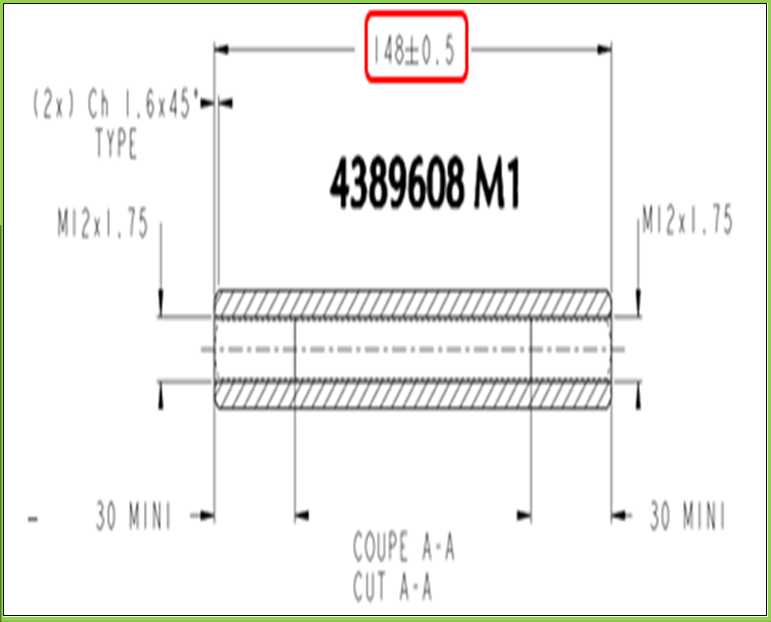 148±0.5
(2x) Ch 1.6x45°
TYPE
4389608 M1
M12x1.75
M12x1.75
- 30 MINI
30 MINI
COUPE A-A
CUT A-A